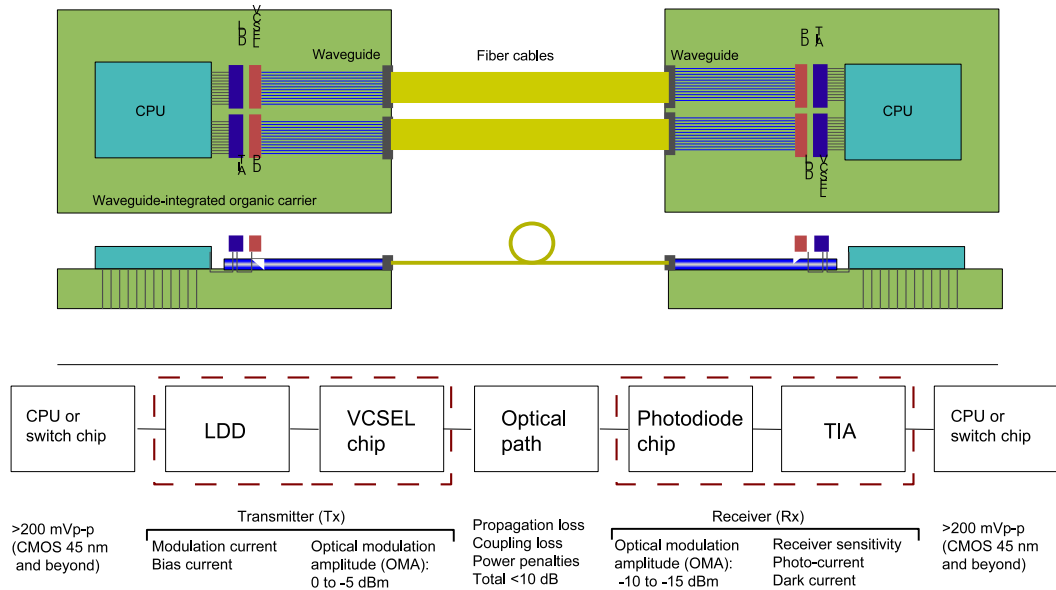 LDD
VCSEL
PD
TIA
Waveguide
Fiber cables
Waveguide
CPU
CPU
TIA
PD
LDD
VCSEL
Waveguide-integrated organic carrier
CPU or
switch chip
LDD
VCSEL
chip
Optical
path
Photodiode
chip
TIA
CPU or
switch chip
>200 mVp-p
(CMOS 45 nm
and beyond)
Transmitter (Tx)
Modulation current
Bias current
Optical modulation
amplitude (OMA):
0 to -5 dBm
Propagation loss
Coupling loss
Power penalties
Total <10 dB
Receiver (Rx)
Optical modulation
amplitude (OMA):
-10 to -15 dBm
Receiver sensitivity
Photo-current
Dark current
>200 mVp-p
(CMOS 45 nm
and beyond)